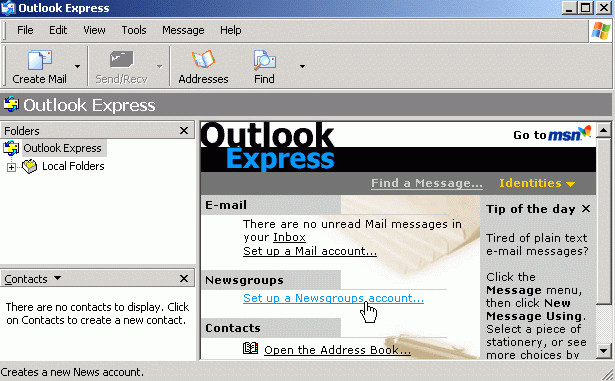 Outlook Express
File Edit View Tools Message Help
Create Mail Send/Recv Addresses Find
Outlook Express
Folders
Outlook Express
Local Folders
Contacts
There are no contacts to display. Click
on Contacts to create a new contact.
Outlook
Express
Go to msn
Find a Message... Identities
E-mail
There are no unread Mail messages in
your Inbox
Set up a Mail account...
Newsgroups
Set up a Newsgroups account...
Contacts
Open the Address Book...
Tip of the day
Tired of plain text
e-mail messages?
Click the
Message menu,
then click New
Message Using.
Select a piece of
stationery, or see
more choices by
Creates a new News account.